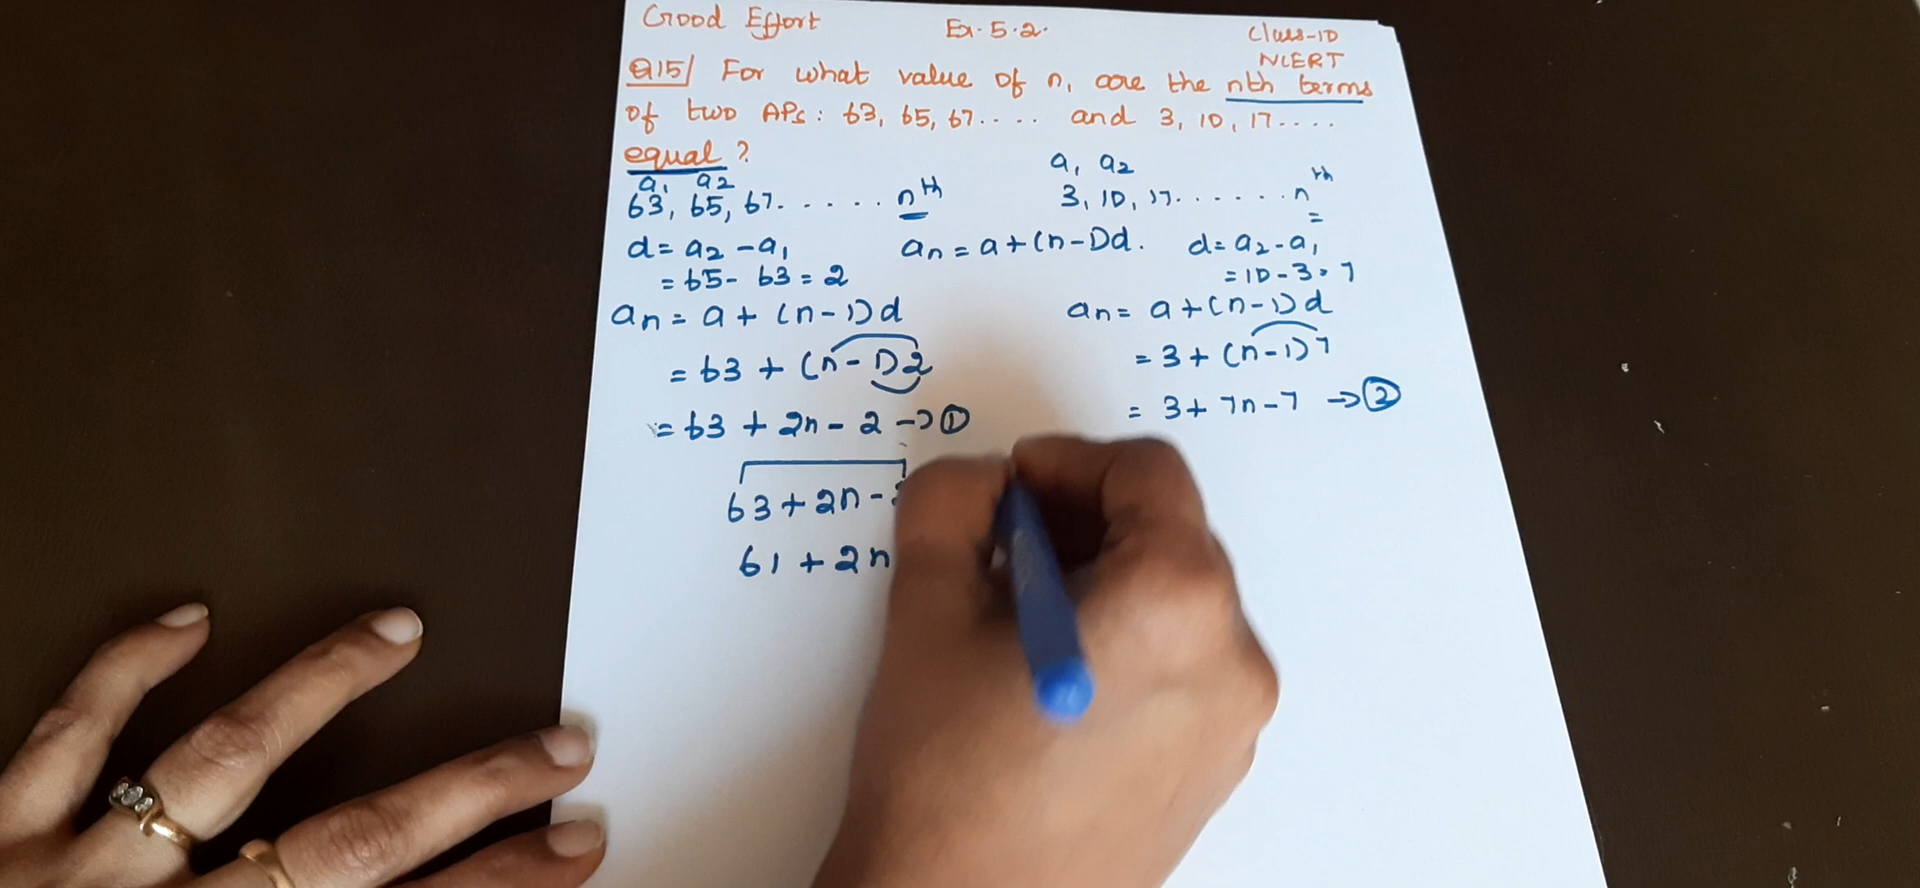 Good Effort Ex. 5.2. Class-10
NCERT
Q15/ For what value of n, are the nth terms
of two APs: 63, 65, 67.... and 3, 10, 17....
equal ?
a₁ a₂
63, 65, 67. . . . . . nth
d = a₂ - a₁
= 65 - 63 = 2
an = a + (n-1)d.
a₁ a₂
3, 10, 17. . . . . . . nth
d = a₂ - a₁
= 10 - 3 = 7
an = a + (n-1)d
= 63 + (n-1)2
= 63 + 2n - 2 → ①
an = a + (n-1)d
= 3 + (n-1)7
= 3 + 7n - 7 → ②
63 + 2n -
61 + 2n